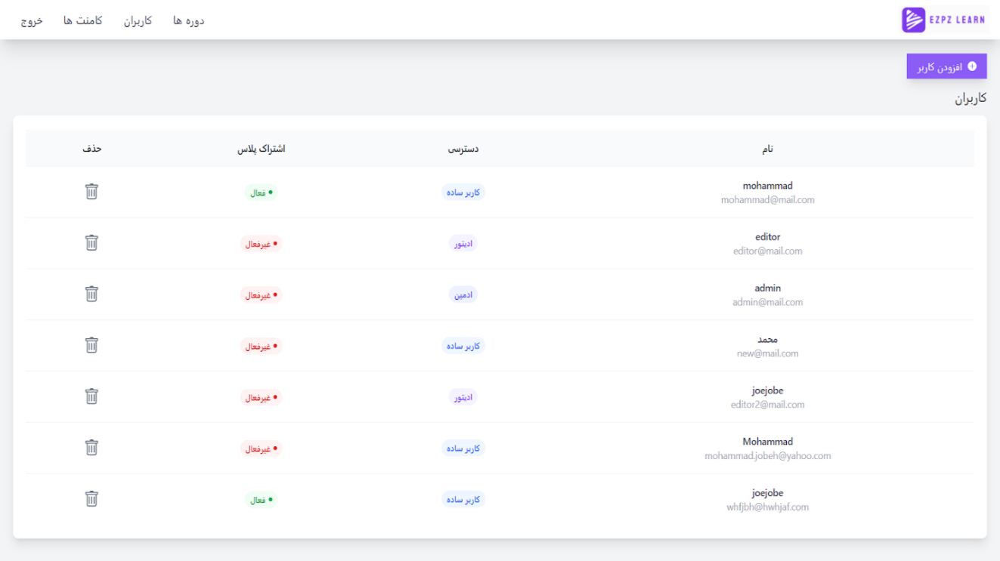 EZPZ LEARN
دوره ها
کاربران
کامنت ها
خروج
افزودن کاربر
کاربران
نام دسترسی اشتراک پلاس حذف
mohammad
mohammad@mail.com
کاربر ساده
فعال
editor
editor@mail.com
ادیتور
غیرفعال
admin
admin@mail.com
ادمین
غیرفعال
محمد
new@mail.com
کاربر ساده
غیرفعال
joejobe
editor2@mail.com
ادیتور
غیرفعال
Mohammad
mohammad.jobeh@yahoo.com
کاربر ساده
غیرفعال
joejobe
whfjbh@hwhjaf.com
کاربر ساده
فعال